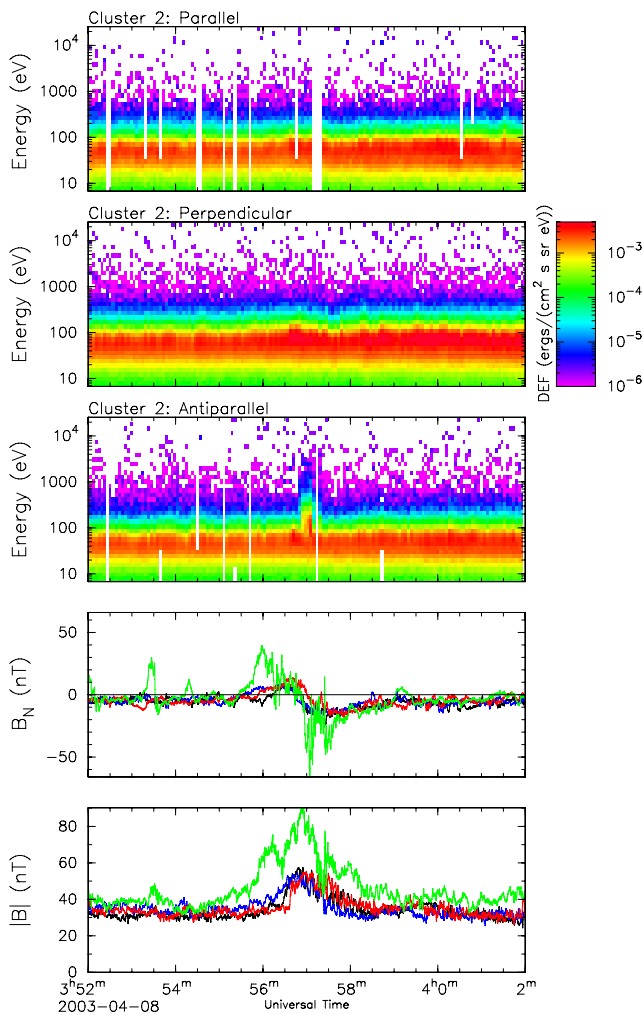 Cluster 2: Parallel
10⁴
1000
100
10
Energy (eV)
Cluster 2: Perpendicular
10⁴
1000
100
10
Energy (eV)
10⁻³
10⁻⁴
10⁻⁵
10⁻⁶
DEF (ergs/(cm² s sr eV))
Cluster 2: Antiparallel
10⁴
1000
100
10
Energy (eV)
50
0
−50
B_N (nT)
80
60
40
20
0
|B| (nT)
3ʰ52ᵐ 54ᵐ 56ᵐ 58ᵐ 4ʰ0ᵐ 2ᵐ
2003−04−08 Universal Time